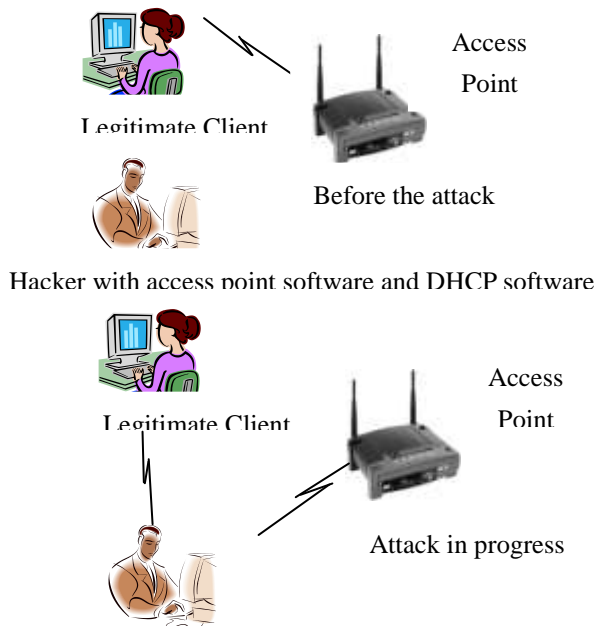 Access
Point
Legitimate Client
Before the attack
Hacker with access point software and DHCP software
Access
Point
Legitimate Client
Attack in progress